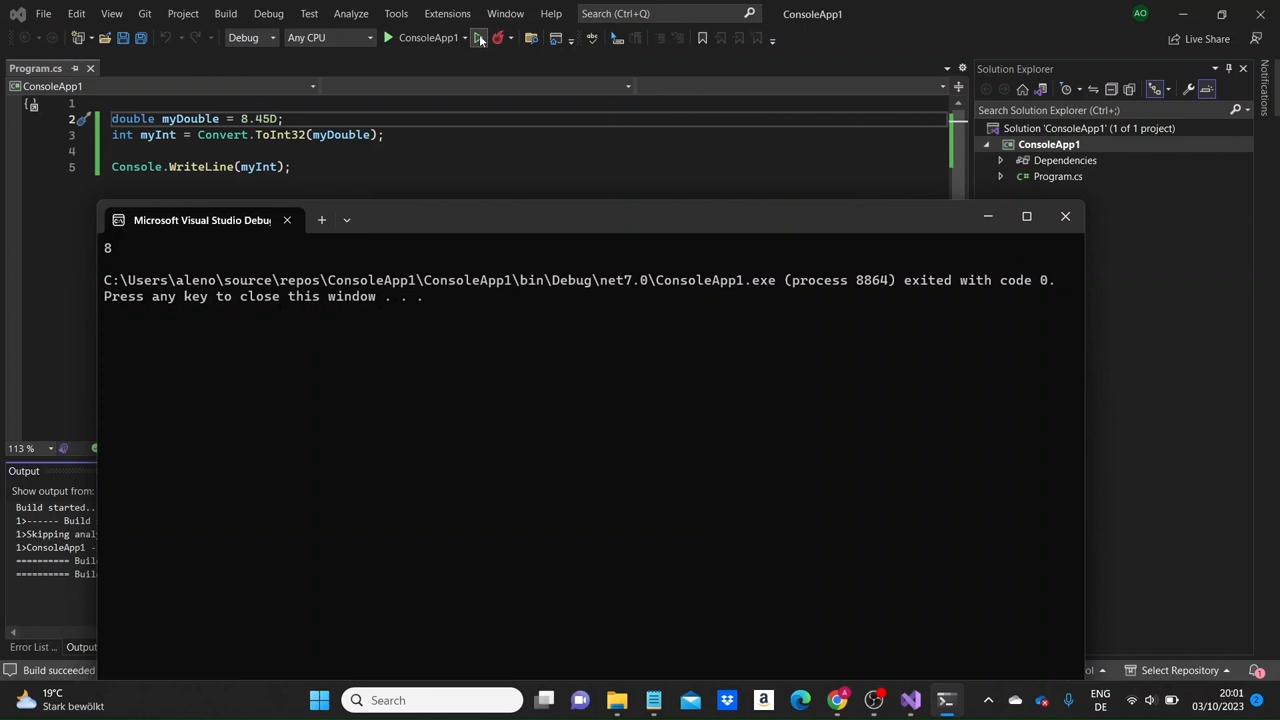 File Edit View Git Project Build Debug Test Analyze Tools Extensions Window Help Search (Ctrl+Q) ConsoleApp1 AO
Debug Any CPU ConsoleApp1 Live Share
Program.cs
ConsoleApp1
1
2 double myDouble = 8.45D;
3 int myInt = Convert.ToInt32(myDouble);
4
5 Console.WriteLine(myInt);
Solution Explorer
Search Solution Explorer (Ctrl+;)
Solution 'ConsoleApp1' (1 of 1 project)
ConsoleApp1
Dependencies
Program.cs
Notifications
Microsoft Visual Studio Debug
8
C:\Users\aleno\source\repos\ConsoleApp1\ConsoleApp1\bin\Debug\net7.0\ConsoleApp1.exe (process 8864) exited with code 0.
Press any key to close this window . . .
113 %
Output
Show output from:
Build started..
1>------ Build
1>Skipping anal
1>ConsoleApp1 -
========== Buil
========== Buil
Error List ... Output
Build succeeded Select Repository 1
19°C
Stark bewölkt
Search
ENG
DE
20:01
03/10/2023
2